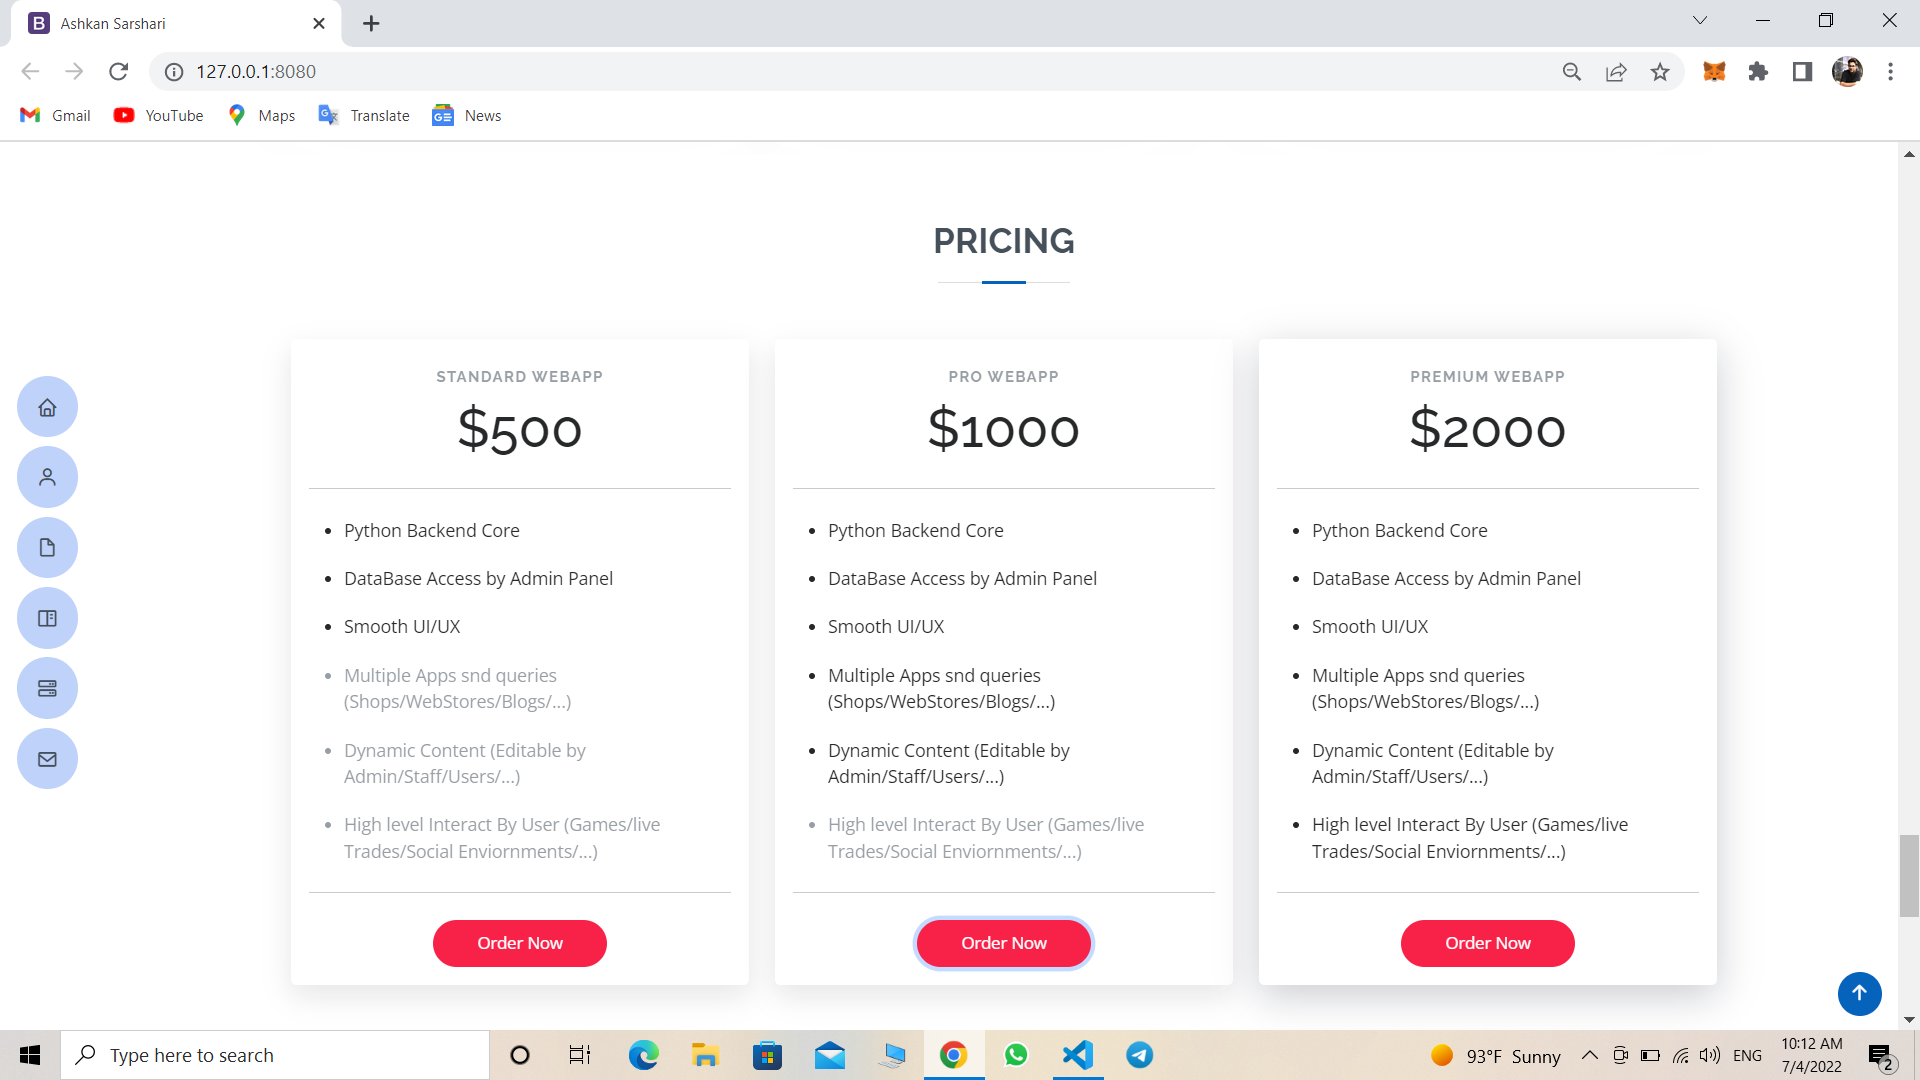 Ashkan Sarshari
127.0.0.1:8080
Gmail
YouTube
Maps
Translate
News
PRICING
STANDARD WEBAPP
$500
Python Backend Core
DataBase Access by Admin Panel
Smooth UI/UX
Multiple Apps snd queries
(Shops/WebStores/Blogs/...)
Dynamic Content (Editable by
Admin/Staff/Users/...)
High level Interact By User (Games/live
Trades/Social Enviornments/...)
Order Now
PRO WEBAPP
$1000
Python Backend Core
DataBase Access by Admin Panel
Smooth UI/UX
Multiple Apps snd queries
(Shops/WebStores/Blogs/...)
Dynamic Content (Editable by
Admin/Staff/Users/...)
High level Interact By User (Games/live
Trades/Social Enviornments/...)
Order Now
PREMIUM WEBAPP
$2000
Python Backend Core
DataBase Access by Admin Panel
Smooth UI/UX
Multiple Apps snd queries
(Shops/WebStores/Blogs/...)
Dynamic Content (Editable by
Admin/Staff/Users/...)
High level Interact By User (Games/live
Trades/Social Enviornments/...)
Order Now
Type here to search
93°F Sunny
ENG
10:12 AM
7/4/2022
2